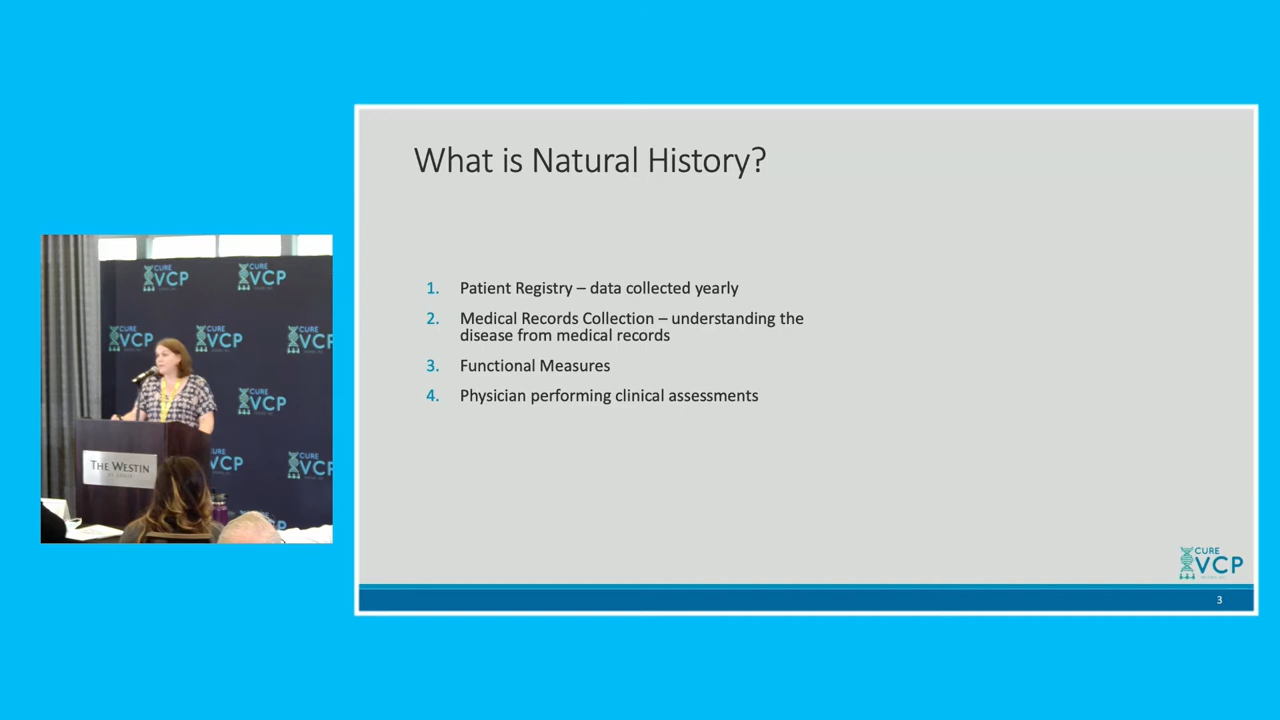 What is Natural History?
1. Patient Registry – data collected yearly
2. Medical Records Collection – understanding the
disease from medical records
3. Functional Measures
4. Physician performing clinical assessments
CURE
VCP
3
CURE
VCP
CURE
VCP
CURE
VCP
CURE
VCP
CURE
VCP
CURE
VCP
THE WESTIN
VCP